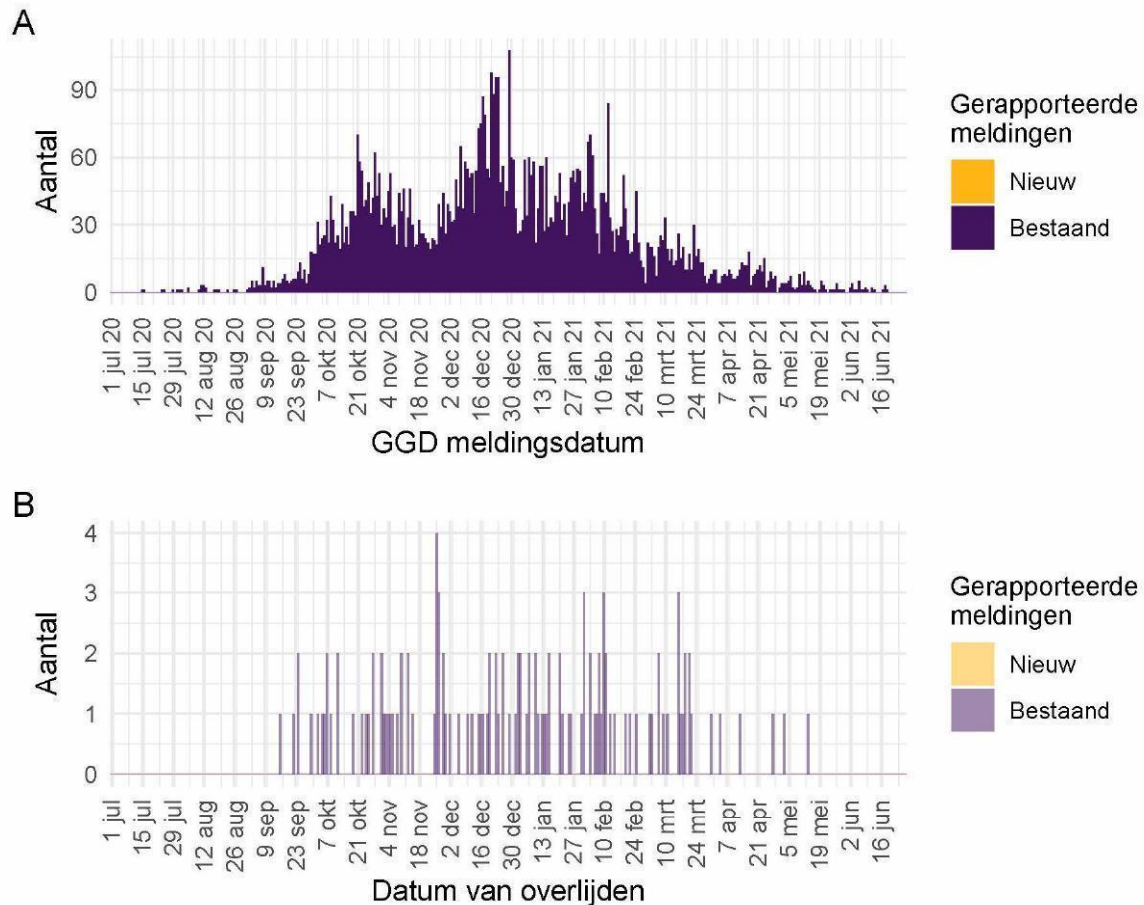 A
Aantal
90
60
30
0
1 jul 20
15 jul 20
29 jul 20
12 aug 20
26 aug 20
9 sep 20
23 sep 20
7 okt 20
21 okt 20
4 nov 20
18 nov 20
2 dec 20
16 dec 20
30 dec 20
13 jan 21
27 jan 21
10 feb 21
24 feb 21
10 mrt 21
24 mrt 21
7 apr 21
21 apr 21
5 mei 21
19 mei 21
2 jun 21
16 jun 21
GGD meldingsdatum
Gerapporteerde
meldingen
Nieuw
Bestaand
B
Aantal
4
3
2
1
0
1 jul
15 jul
29 jul
12 aug
26 aug
9 sep
23 sep
7 okt
21 okt
4 nov
18 nov
2 dec
16 dec
30 dec
13 jan
27 jan
10 feb
24 feb
10 mrt
24 mrt
7 apr
21 apr
5 mei
19 mei
2 jun
16 jun
Datum van overlijden
Gerapporteerde
meldingen
Nieuw
Bestaand